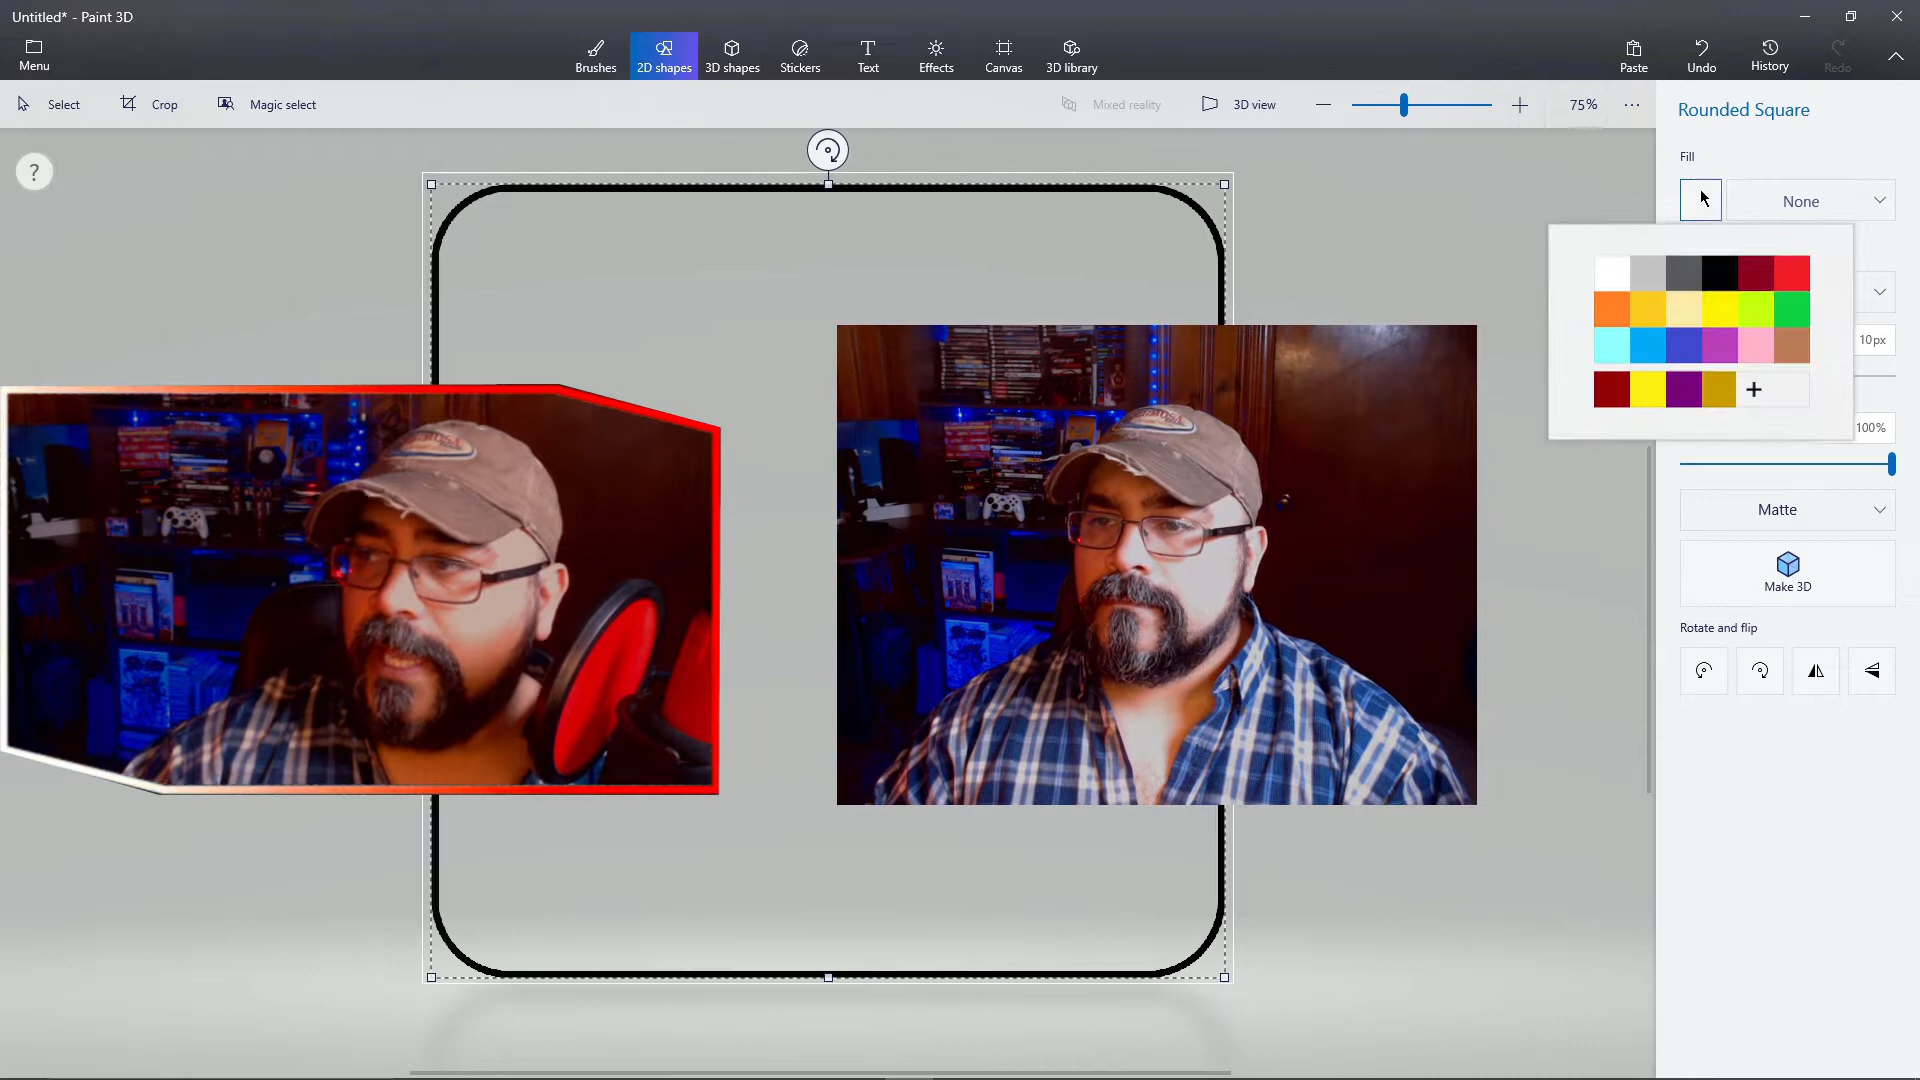 Untitled* - Paint 3D
Menu
Brushes
2D shapes
3D shapes
Stickers
Text
Effects
Canvas
3D library
Paste
Undo
History
Redo
Select
Crop
Magic select
Mixed reality
3D view
75%
Rounded Square
?
Fill
None
10px
100%
Matte
Make 3D
Rotate and flip